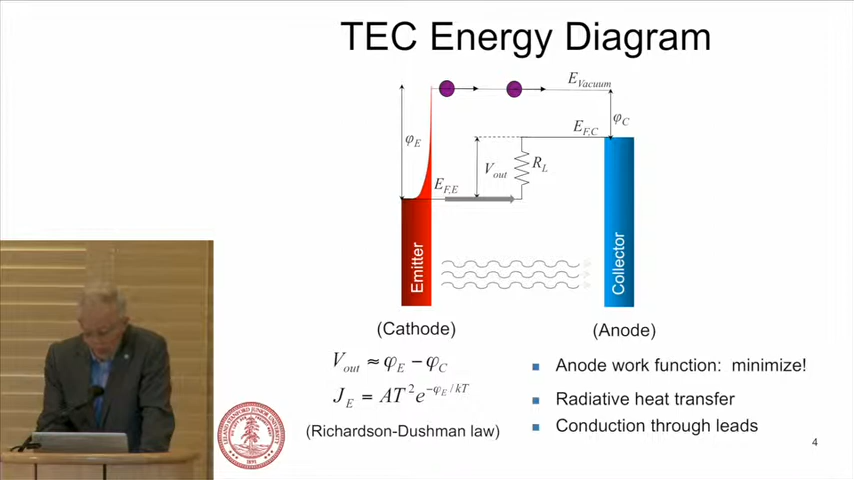 TEC Energy Diagram
E_Vacuum
φ_C
E_F,C
φ_E
V_out
R_L
E_F,E
Emitter
Collector
(Cathode)
(Anode)
V_out ≈ φ_E − φ_C
J_E = AT² e^(−φ_E/kT)
(Richardson-Dushman law)
■ Anode work function: minimize!
■ Radiative heat transfer
■ Conduction through leads
4